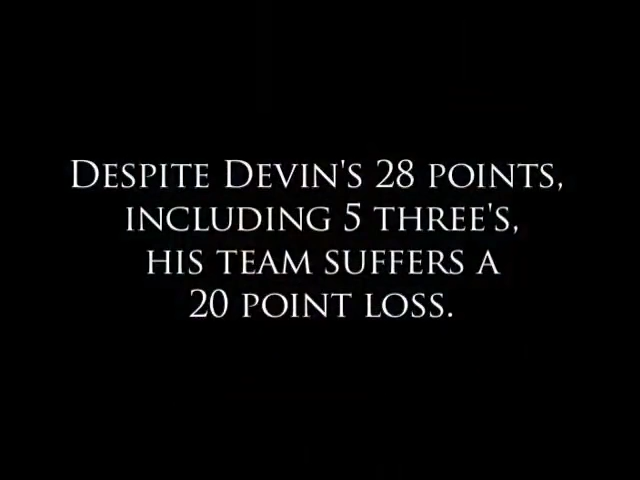 Despite Devin's 28 points,
including 5 three's,
his team suffers a
20 point loss.